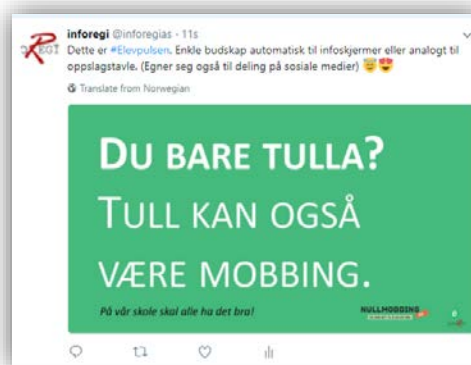 inforegi @inforegias · 11s
Dette er #Elevpulsen. Enkle budskap automatisk til infoskjermer eller analogt til
oppslagstavle. (Egner seg også til deling på sosiale medier) 😇😍
Translate from Norwegian
DU BARE TULLA?
TULL KAN OGSÅ
VÆRE MOBBING.
På vår skole skal alle ha det bra!
NULLMOBBING